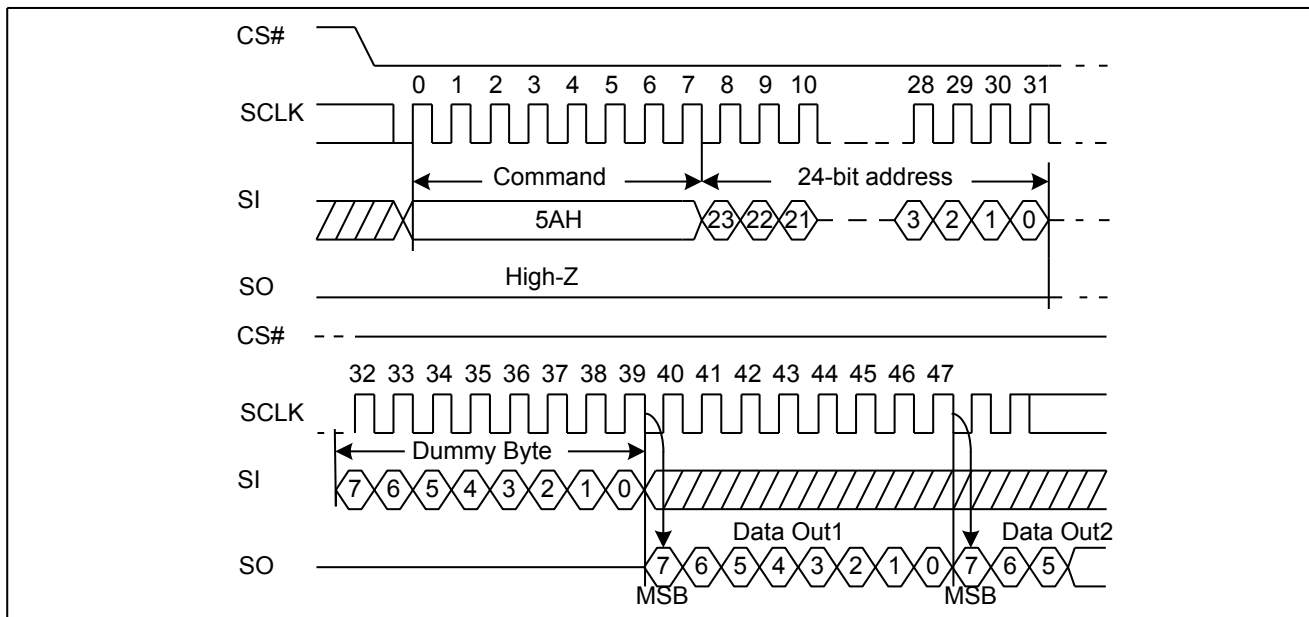 CS#
0 1 2 3 4 5 6 7 8 9 10 28 29 30 31
SCLK
Command 24-bit address
SI
5AH 23 22 21 3 2 1 0
High-Z
SO
CS#
32 33 34 35 36 37 38 39 40 41 42 43 44 45 46 47
SCLK
Dummy Byte
SI
7 6 5 4 3 2 1 0
Data Out1 Data Out2
SO
7 6 5 4 3 2 1 0 7 6 5
MSB MSB